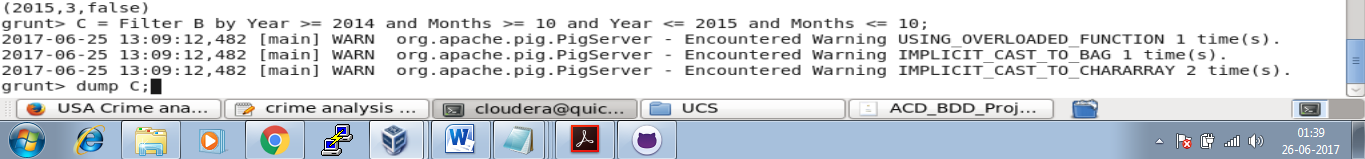 (2015,3,false)
grunt> C = Filter B by Year >= 2014 and Months >= 10 and Year <= 2015 and Months <= 10;
2017-06-25 13:09:12,482 [main] WARN  org.apache.pig.PigServer - Encountered Warning USING_OVERLOADED_FUNCTION 1 time(s).
2017-06-25 13:09:12,482 [main] WARN  org.apache.pig.PigServer - Encountered Warning IMPLICIT_CAST_TO_BAG 1 time(s).
2017-06-25 13:09:12,482 [main] WARN  org.apache.pig.PigServer - Encountered Warning IMPLICIT_CAST_TO_CHARARRAY 2 time(s).
grunt> dump C;
USA Crime ana... crime analysis ... cloudera@quic... UCS ACD_BDD_Proj...
01:39
26-06-2017